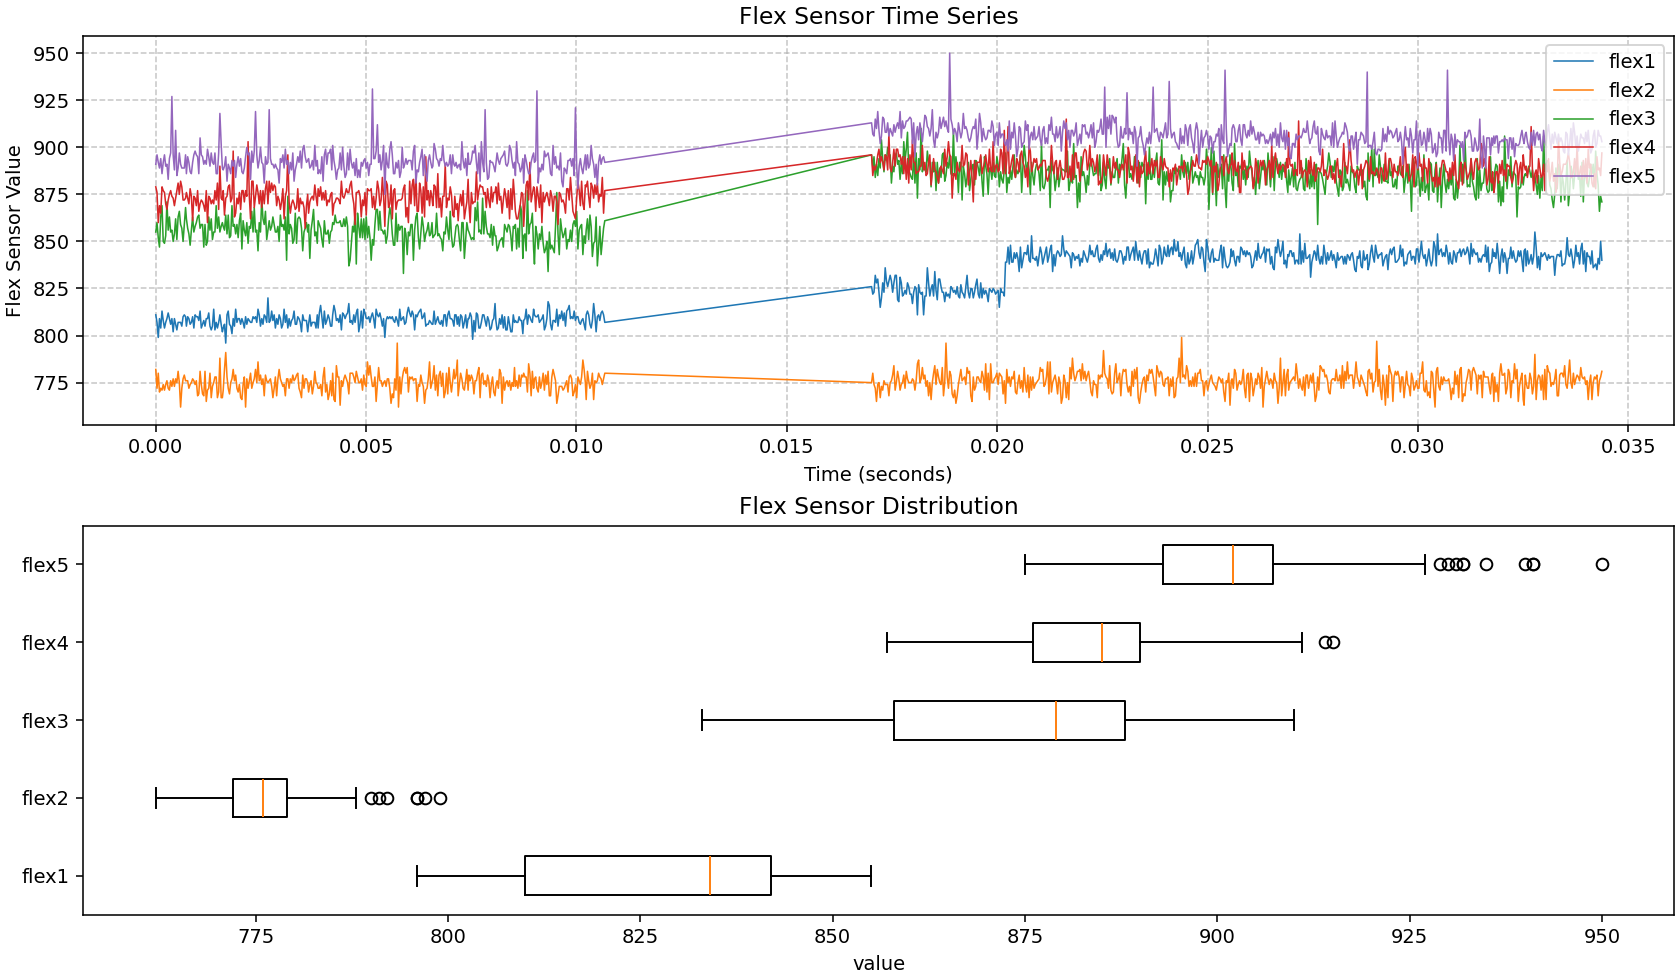 Flex Sensor Time Series
Flex Sensor Value
950
925
900
875
850
825
800
775
flex1
flex2
flex3
flex4
flex5
0.000 0.005 0.010 0.015 0.020 0.025 0.030 0.035
Time (seconds)
Flex Sensor Distribution
flex5
flex4
flex3
flex2
flex1
775 800 825 850 875 900 925 950
value